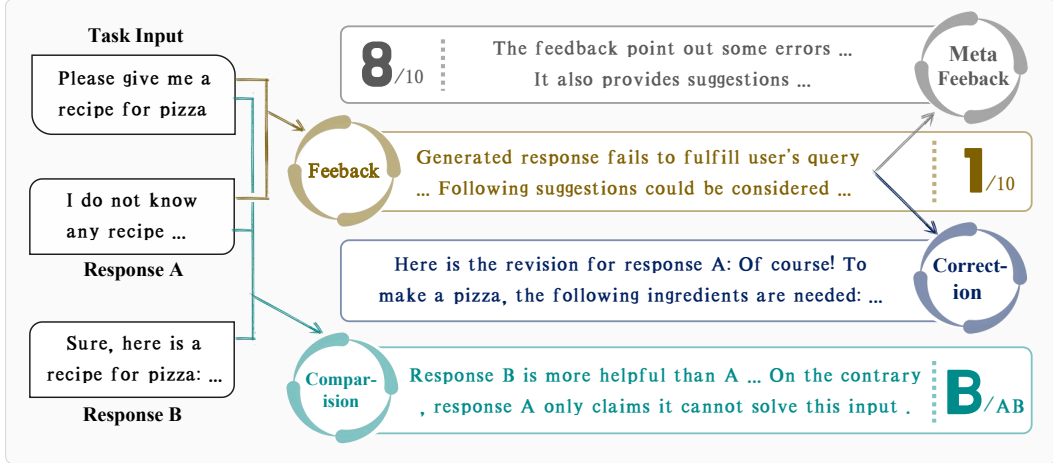 Task Input
Please give me a
recipe for pizza
I do not know
any recipe ...
Response A
Sure, here is a
recipe for pizza: ...
Response B
8/10
The feedback point out some errors ...
It also provides suggestions ...
Meta
Feeback
Feeback
Generated response fails to fulfill user's query
... Following suggestions could be considered ...
1/10
Here is the revision for response A: Of course! To
make a pizza, the following ingredients are needed: ...
Correct-
ion
Compar-
ision
Response B is more helpful than A ... On the contrary
, response A only claims it cannot solve this input .
B/AB